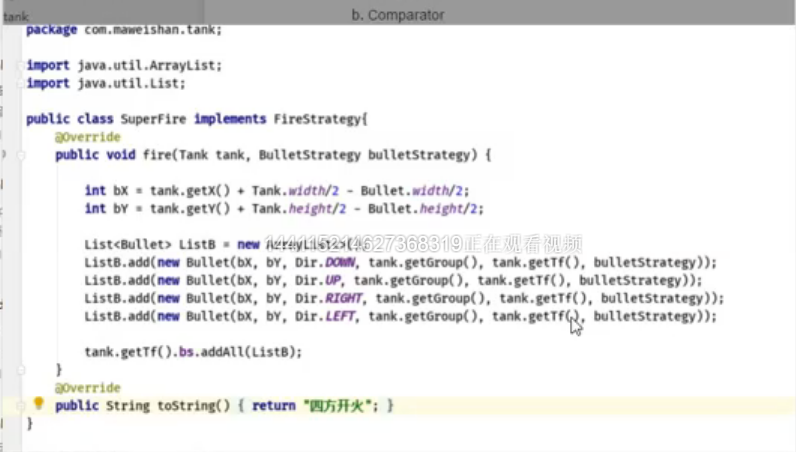 tank
b. Comparator
package com.maweishan.tank;
import java.util.ArrayList;
import java.util.List;
public class SuperFire implements FireStrategy{
@Override
public void fire(Tank tank, BulletStrategy bulletStrategy) {
int bX = tank.getX() + Tank.width/2 - Bullet.width/2;
int bY = tank.getY() + Tank.height/2 - Bullet.height/2;
List<Bullet> ListB = new ArrayList<>();
144115214627368319正在观看视频
ListB.add(new Bullet(bX, bY, Dir.DOWN, tank.getGroup(), tank.getTf(), bulletStrategy));
ListB.add(new Bullet(bX, bY, Dir.UP, tank.getGroup(), tank.getTf(), bulletStrategy));
ListB.add(new Bullet(bX, bY, Dir.RIGHT, tank.getGroup(), tank.getTf(), bulletStrategy));
ListB.add(new Bullet(bX, bY, Dir.LEFT, tank.getGroup(), tank.getTf(), bulletStrategy));
tank.getTf().bs.addAll(ListB);
}
@Override
public String toString() { return "四方开火"; }
}